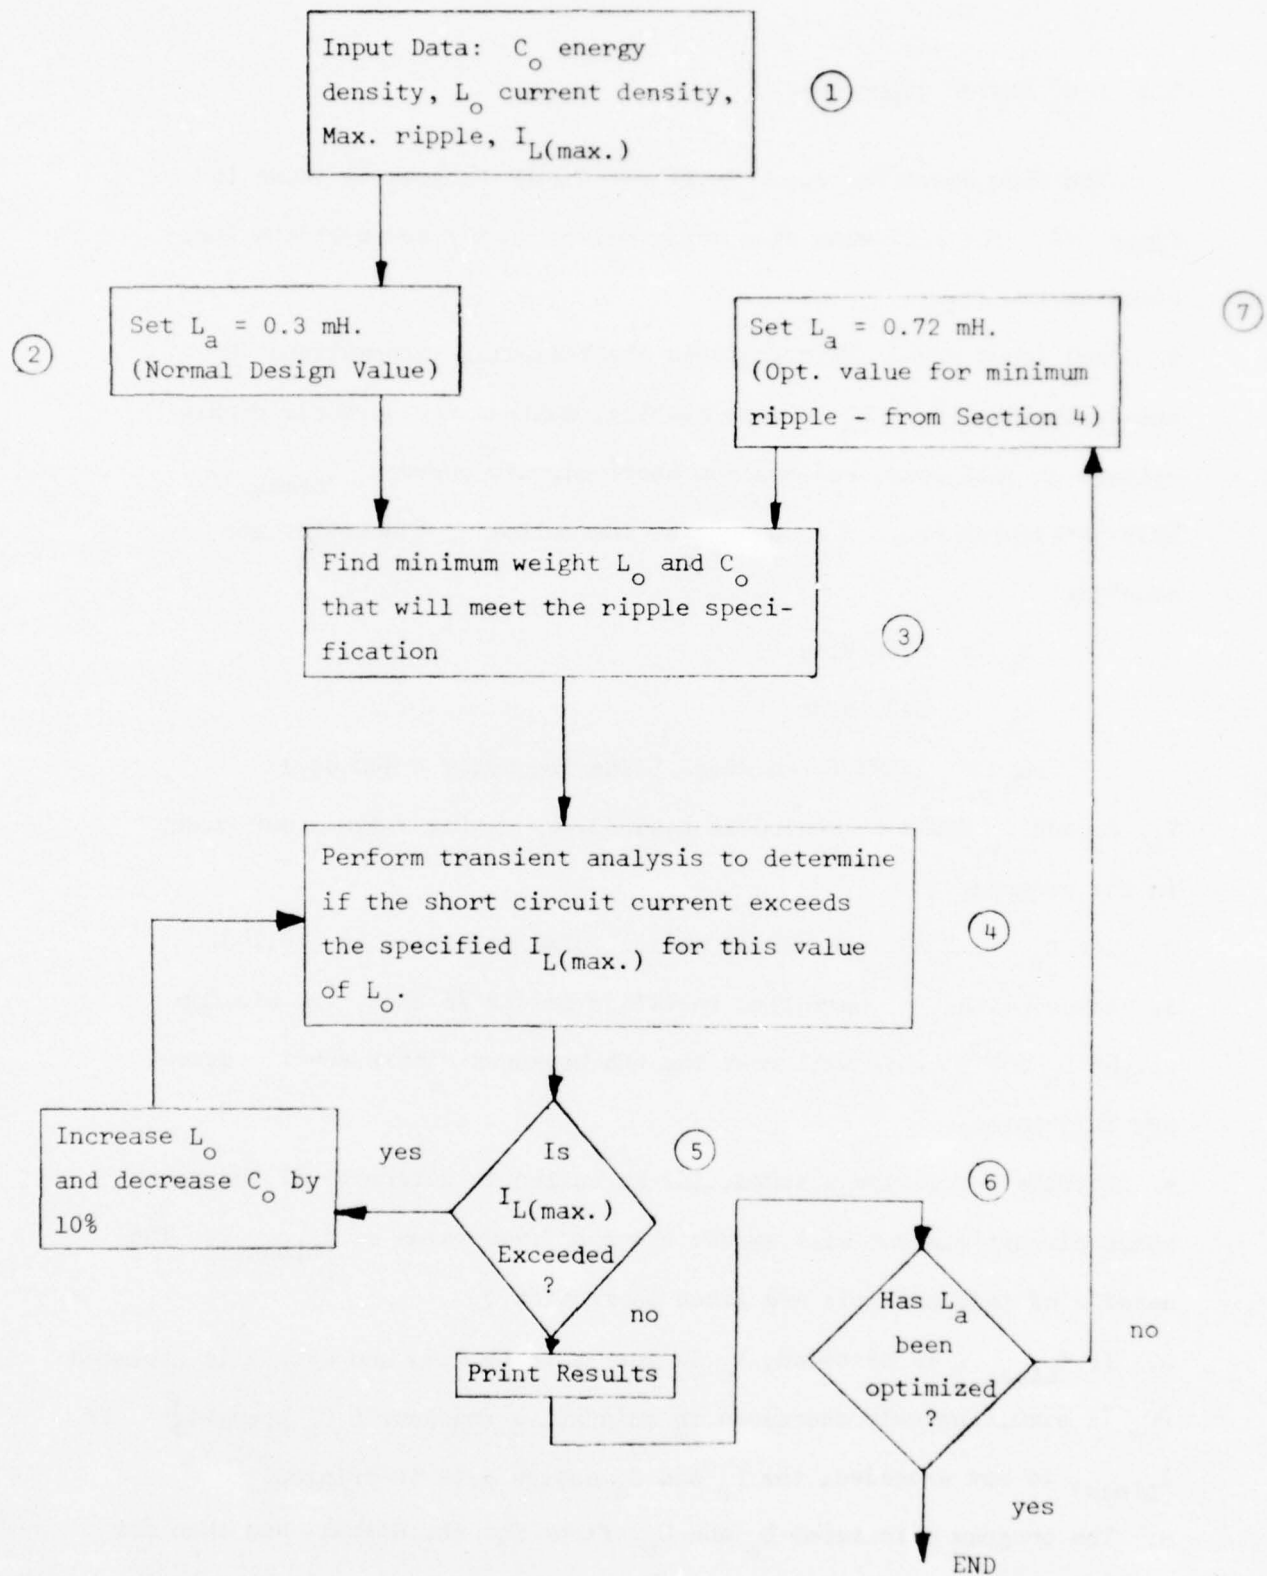 Input Data: C_o energy
density, L_o current density,
Max. ripple, I_L(max.)
1
2
Set L_a = 0.3 mH.
(Normal Design Value)
7
Set L_a = 0.72 mH.
(Opt. value for minimum
ripple - from Section 4)
Find minimum weight L_o and C_o
that will meet the ripple speci-
fication
3
Perform transient analysis to determine
if the short circuit current exceeds
the specified I_L(max.) for this value
of L_o.
4
Increase L_o
and decrease C_o by
10%
yes
Is
I_L(max.)
Exceeded
?
5
no
Print Results
6
Has L_a
been
optimized
?
no
yes
END